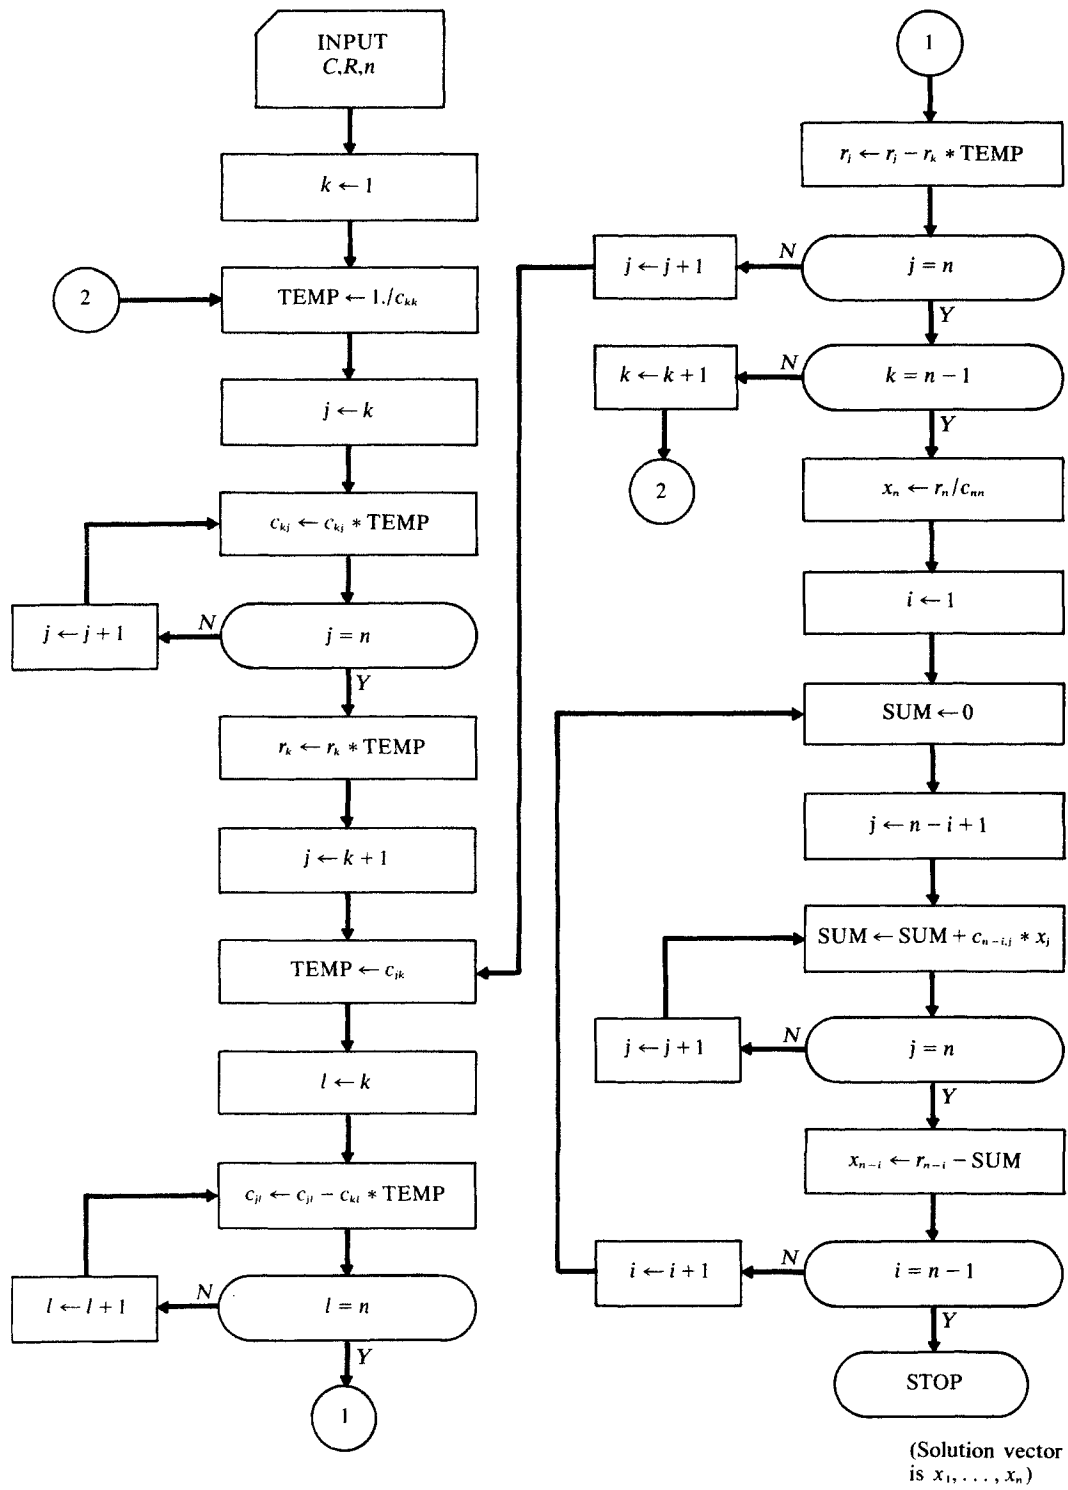 INPUT
C,R,n
k ← 1
2
TEMP ← 1./c_kk
j ← k
c_kj ← c_kj * TEMP
j ← j + 1
N
j = n
Y
r_k ← r_k * TEMP
j ← k + 1
TEMP ← c_jk
l ← k
c_jl ← c_jl − c_kl * TEMP
l ← l + 1
N
l = n
Y
1
1
r_j ← r_j − r_k * TEMP
j ← j + 1
N
j = n
Y
k ← k + 1
N
k = n − 1
Y
2
x_n ← r_n/c_nn
i ← 1
SUM ← 0
j ← n − i + 1
SUM ← SUM + c_n−i,j * x_j
j ← j + 1
N
j = n
Y
x_n−i ← r_n−i − SUM
i ← i + 1
N
i = n − 1
Y
STOP
(Solution vector
is x_1, . . . , x_n)